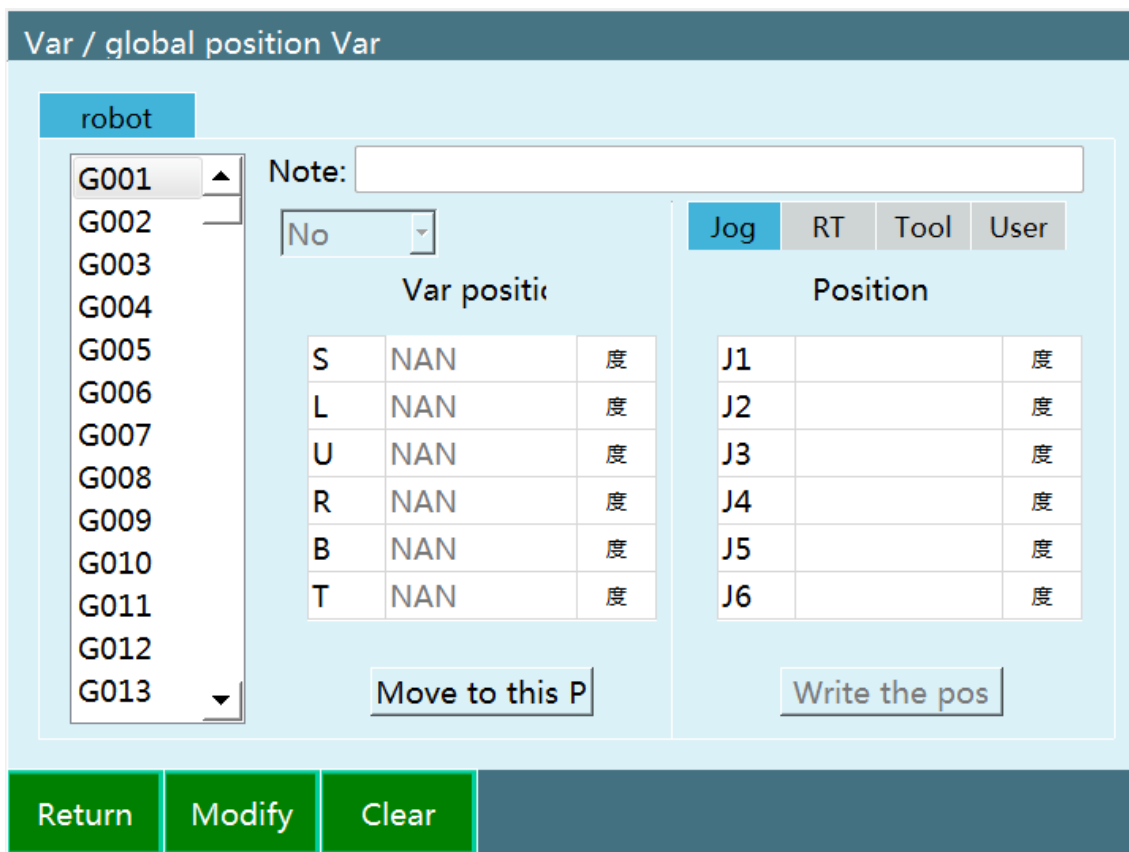 Var / global position Var
robot
G001
G002
G003
G004
G005
G006
G007
G008
G009
G010
G011
G012
G013
Note:
No
Var positic
S NAN 度
L NAN 度
U NAN 度
R NAN 度
B NAN 度
T NAN 度
Move to this P
Jog RT Tool User
Position
J1 度
J2 度
J3 度
J4 度
J5 度
J6 度
Write the pos
Return Modify Clear